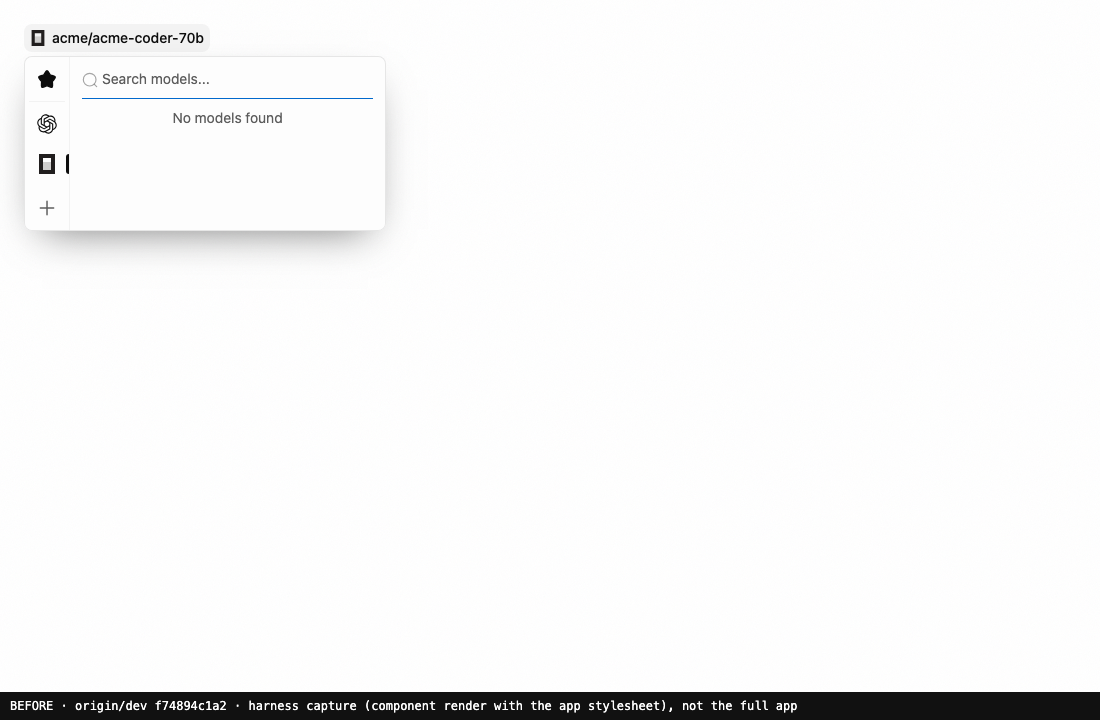 acme/acme-coder-70b
Search models...
No models found
BEFORE · origin/dev f74894c1a2 · harness capture (component render with the app stylesheet), not the full app